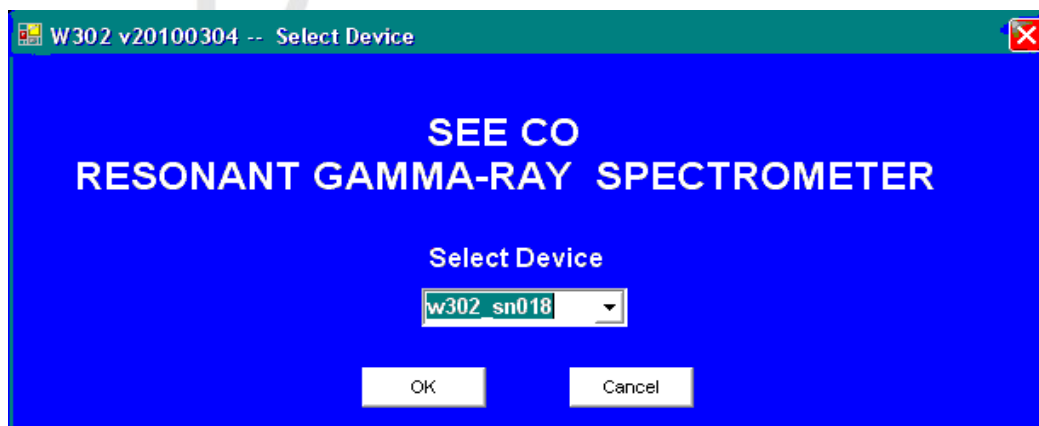 W302 v20100304 -- Select Device
SEE CO
RESONANT GAMMA-RAY SPECTROMETER
Select Device
w302_sn018
OK Cancel